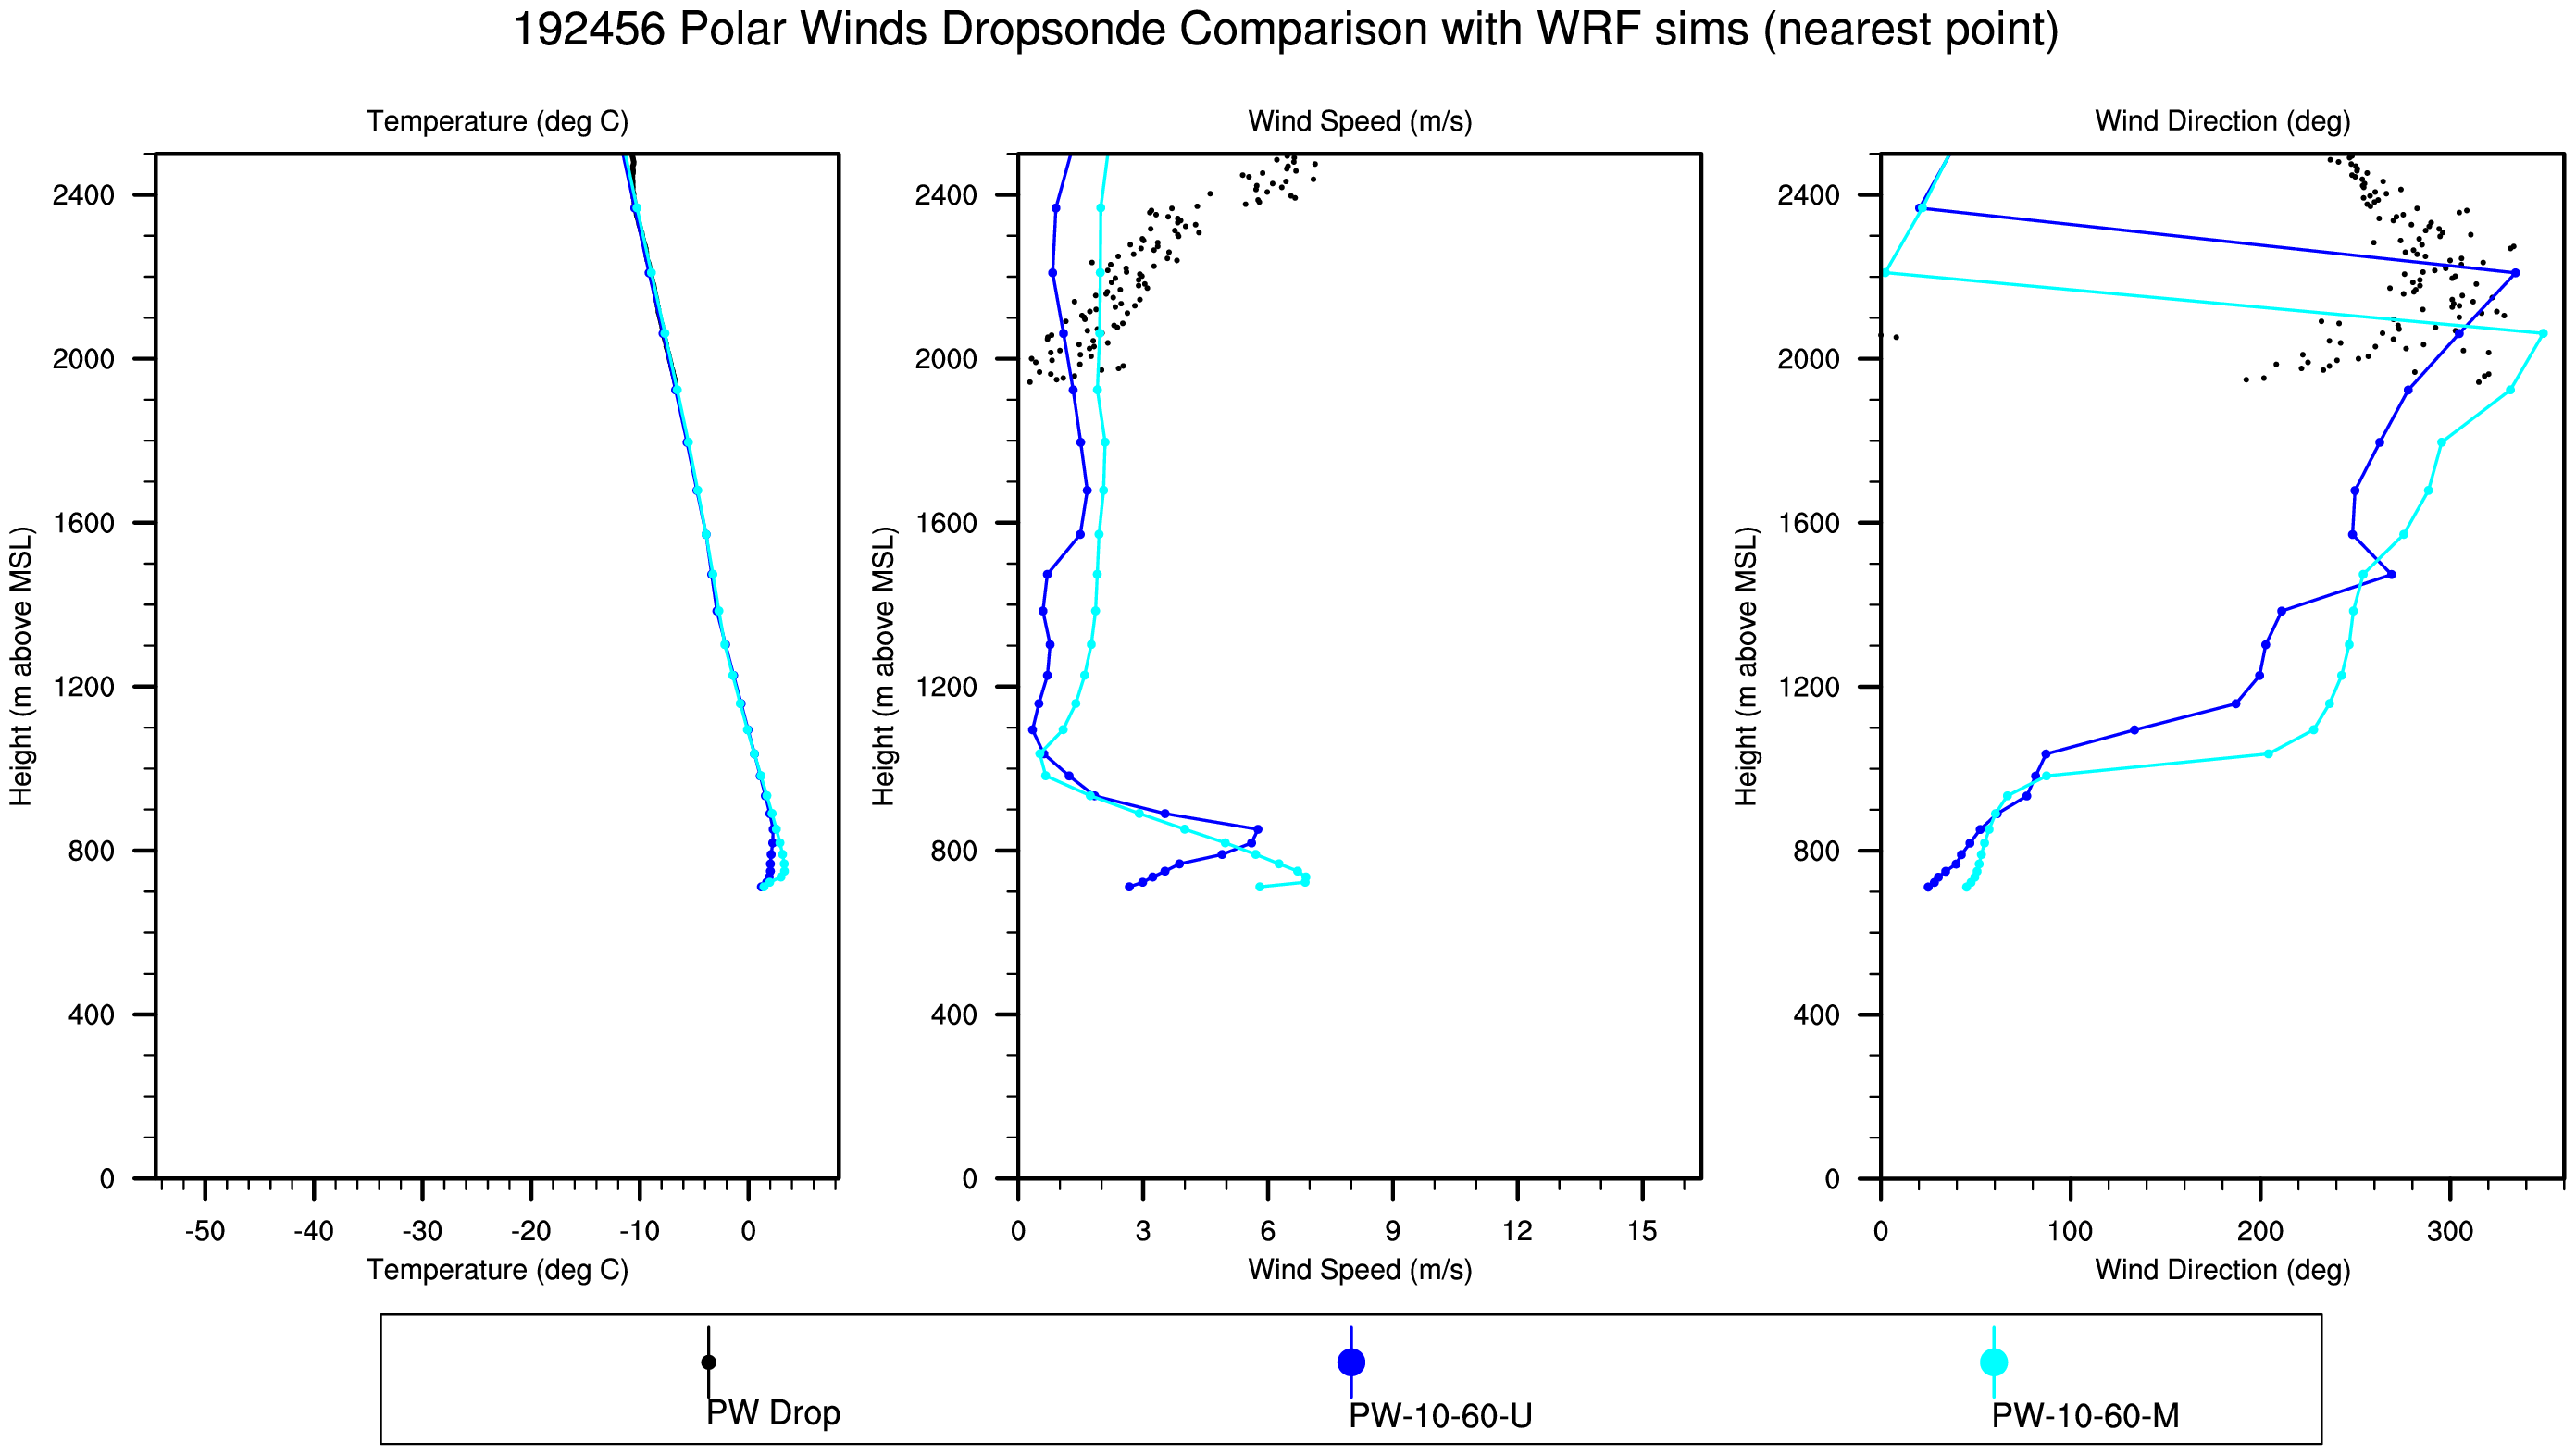 192456 Polar Winds Dropsonde Comparison with WRF sims (nearest point)
Temperature (deg C)
Wind Speed (m/s)
Wind Direction (deg)
2400
2000
1600
1200
800
400
0
Height (m above MSL)
-50 -40 -30 -20 -10 0
Temperature (deg C)
2400
2000
1600
1200
800
400
0
Height (m above MSL)
0 3 6 9 12 15
Wind Speed (m/s)
2400
2000
1600
1200
800
400
0
Height (m above MSL)
0 100 200 300
Wind Direction (deg)
PW Drop
PW-10-60-U
PW-10-60-M